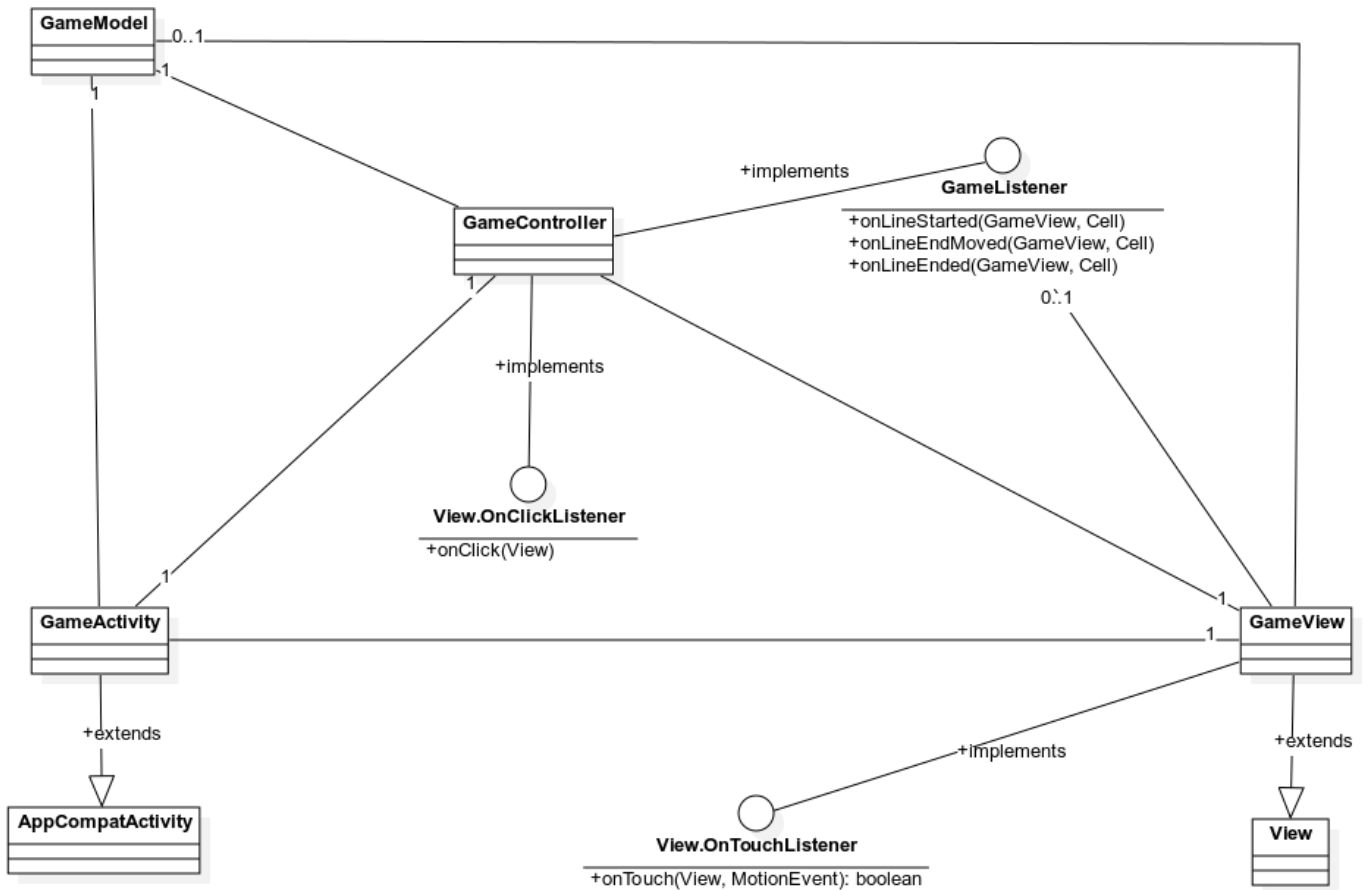 GameModel
0..1
1
1
+implements
GameListener
+onLineStarted(GameView, Cell)
+onLineEndMoved(GameView, Cell)
+onLineEnded(GameView, Cell)
GameController
1
0..1
+implements
View.OnClickListener
+onClick(View)
1
1
GameActivity
1
GameView
+extends
+implements
+extends
AppCompatActivity
View.OnTouchListener
+onTouch(View, MotionEvent): boolean
View